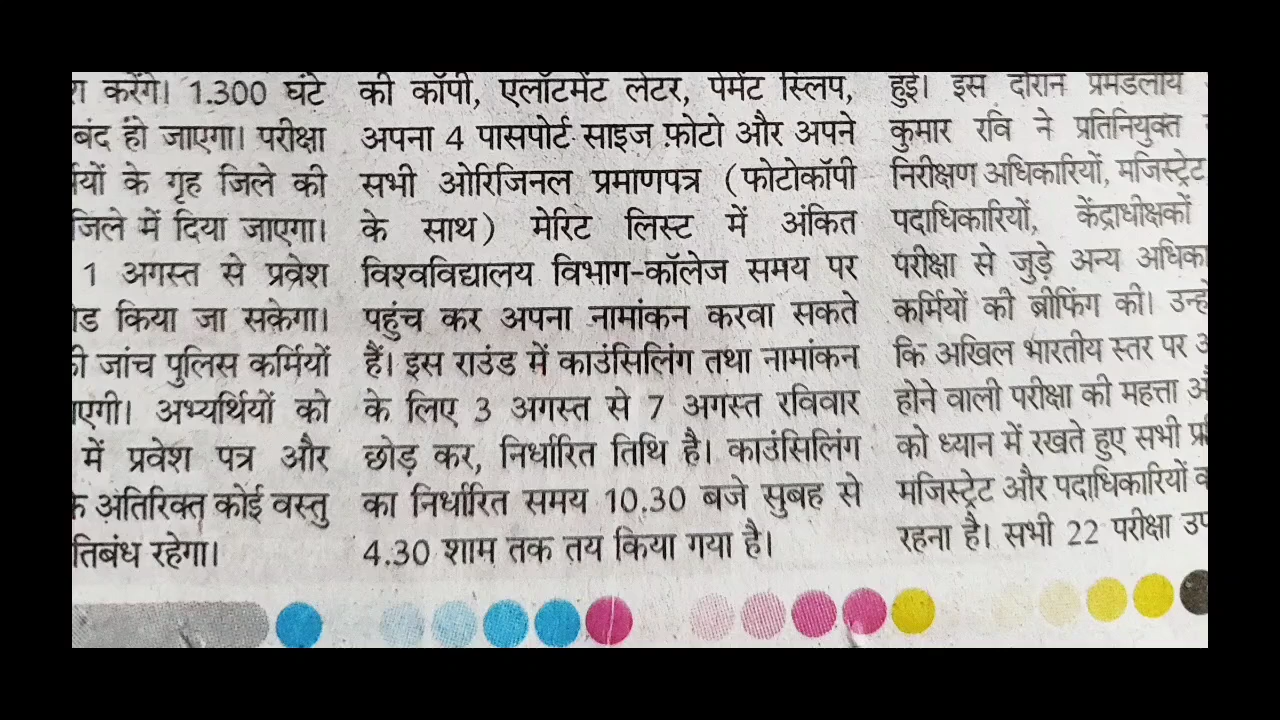 करेंगे। 1.300 घंटे
बंद हो जाएगा। परीक्षा
के गृह जिले की
जिले में दिया जाएगा।
1 अगस्त से प्रवेश
किया जा सकेगा।
जांच पुलिस कर्मियों
अभ्यर्थियों को
में प्रवेश पत्र और
अतिरिक्त कोई वस्तु
रहेगा।
की कॉपी, एलॉटमेंट लेटर, पेमेंट स्लिप,
अपना 4 पासपोर्ट साइज फ़ोटो और अपने
सभी ओरिजिनल प्रमाणपत्र (फोटोकॉपी
के साथ) मेरिट लिस्ट में अंकित
विश्वविद्यालय विभाग-कॉलेज समय पर
पहुंच कर अपना नामांकन करवा सकते
हैं। इस राउंड में काउंसिलिंग तथा नामांकन
के लिए 3 अगस्त से 7 अगस्त रविवार
छोड़ कर, निर्धारित तिथि है। काउंसिलिंग
का निर्धारित समय 10.30 बजे सुबह से
4.30 शाम तक तय किया गया है।
हुई। इस दौरान प्रमंडलीय
कुमार रवि ने प्रतिनियुक्त
निरीक्षण अधिकारियों, मजिस्ट्रेट
पदाधिकारियों, केंद्राधीक्षकों
परीक्षा से जुड़े अन्य
कर्मियों की ब्रीफिंग की।
कि अखिल भारतीय स्तर पर
होने वाली परीक्षा की महत्ता
को ध्यान में रखते हुए सभी
मजिस्ट्रेट और पदाधिकारियों
रहना है। सभी 22 परीक्षा